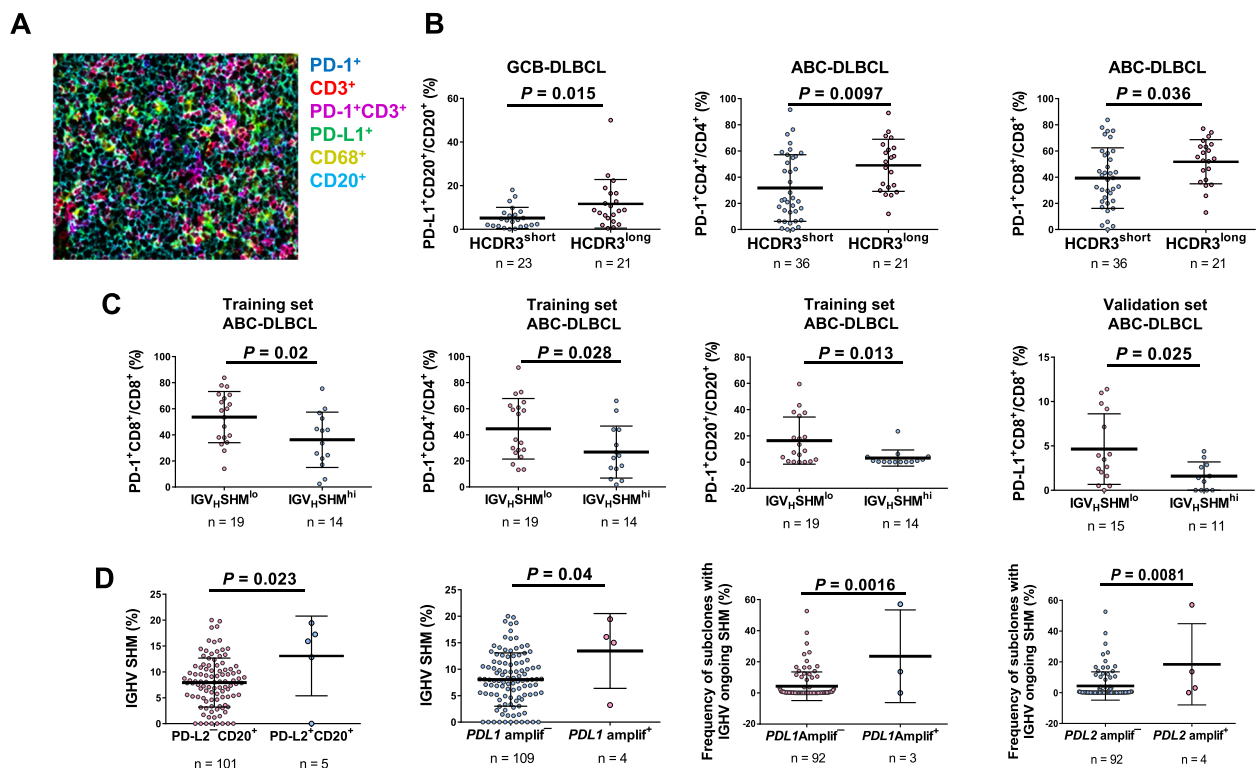 A
PD-1⁺
CD3⁺
PD-1⁺CD3⁺
PD-L1⁺
CD68⁺
CD20⁺
B
GCB-DLBCL
P = 0.015
PD-L1⁺CD20⁺/CD20⁺ (%)
60
40
20
0
HCDR3ˢʰᵒʳᵗ
HCDR3ˡᵒⁿᵍ
n = 23
n = 21
ABC-DLBCL
P = 0.0097
PD-1⁺CD4⁺/CD4⁺ (%)
100
80
60
40
20
0
HCDR3ˢʰᵒʳᵗ
HCDR3ˡᵒⁿᵍ
n = 36
n = 21
ABC-DLBCL
P = 0.036
PD-1⁺CD8⁺/CD8⁺ (%)
100
80
60
40
20
0
HCDR3ˢʰᵒʳᵗ
HCDR3ˡᵒⁿᵍ
n = 36
n = 21
C
Training set
ABC-DLBCL
P = 0.02
PD-1⁺CD8⁺/CD8⁺ (%)
100
80
60
40
20
0
IGV_HSHMˡᵒ
IGV_HSHMʰⁱ
n = 19
n = 14
Training set
ABC-DLBCL
P = 0.028
PD-1⁺CD4⁺/CD4⁺ (%)
100
80
60
40
20
0
IGV_HSHMˡᵒ
IGV_HSHMʰⁱ
n = 19
n = 14
Training set
ABC-DLBCL
P = 0.013
PD-1⁺CD20⁺/CD20⁺ (%)
80
60
40
20
0
-20
IGV_HSHMˡᵒ
IGV_HSHMʰⁱ
n = 19
n = 14
Validation set
ABC-DLBCL
P = 0.025
PD-L1⁺CD8⁺/CD8⁺ (%)
15
10
5
0
IGV_HSHMˡᵒ
IGV_HSHMʰⁱ
n = 15
n = 11
D
P = 0.023
IGHV SHM (%)
25
20
15
10
5
0
PD-L2⁻CD20⁺
PD-L2⁺CD20⁺
n = 101
n = 5
P = 0.04
IGHV SHM (%)
25
20
15
10
5
0
PDL1 amplif⁻
PDL1 amplif⁺
n = 109
n = 4
P = 0.0016
Frequency of subclones with
IGHV ongoing SHM (%)
80
60
40
20
0
-20
PDL1Amplif⁻
PDL1Amplif⁺
n = 92
n = 3
P = 0.0081
Frequency of subclones with
IGHV ongoing SHM (%)
80
60
40
20
0
-20
PDL2 amplif⁻
PDL2 amplif⁺
n = 92
n = 4